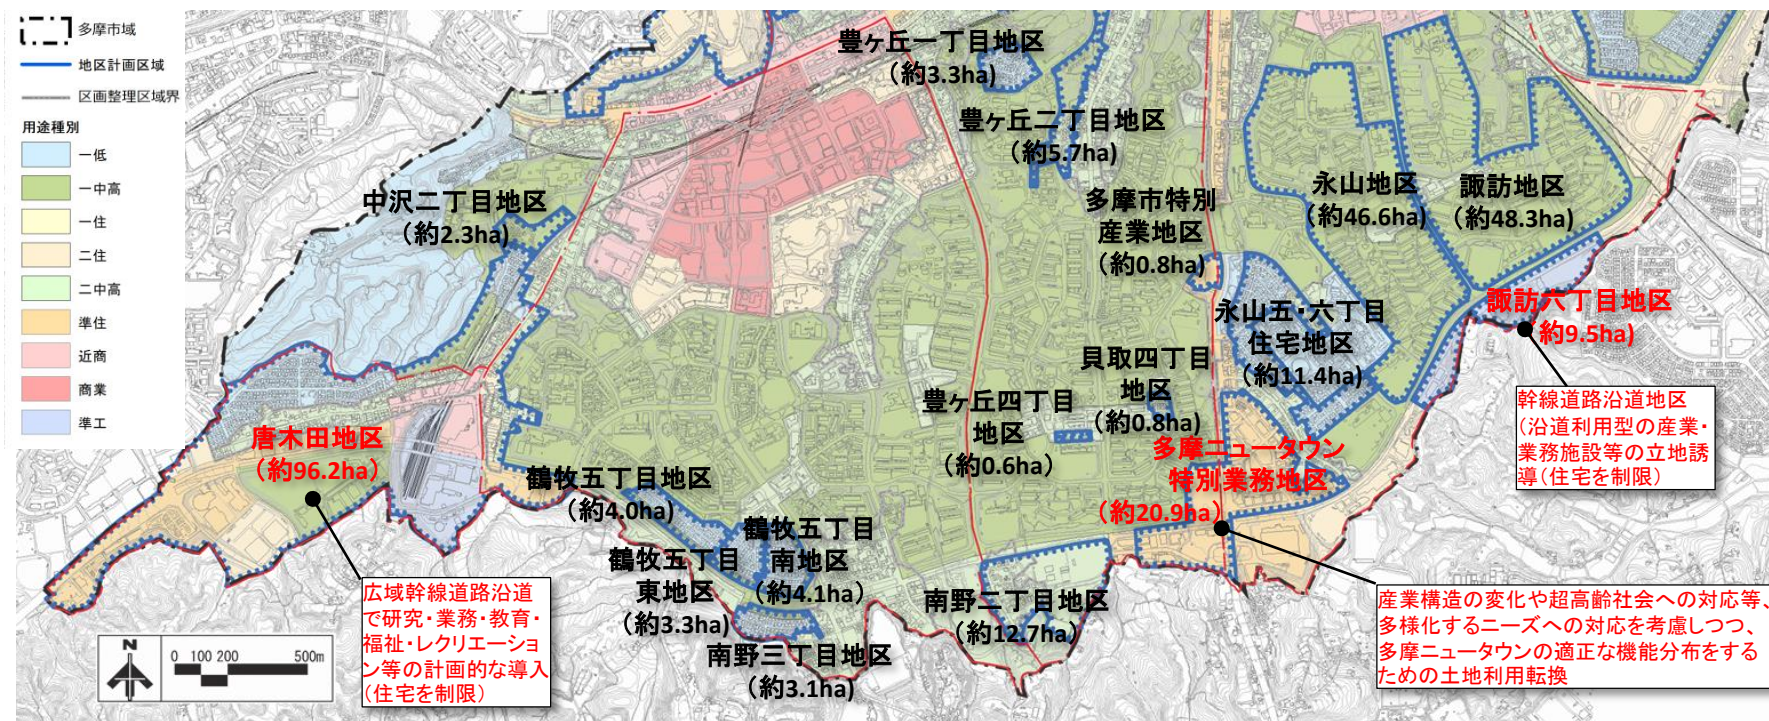 多摩市域
地区計画区域
区画整理区域界
用途種別
一低
一中高
一住
二住
二中高
準住
近商
商業
準工
豊ヶ丘一丁目地区
(約3.3ha)
豊ヶ丘二丁目地区
(約5.7ha)
中沢二丁目地区
(約2.3ha)
多摩市特別
産業地区
(約0.8ha)
永山地区
(約46.6ha)
諏訪地区
(約48.3ha)
諏訪六丁目地区
約9.5ha)
永山五・六丁目
住宅地区
(約11.4ha)
貝取四丁目
地区
(約0.8ha)
豊ヶ丘四丁目
地区
(約0.6ha)
多摩ニュータウン
特別業務地区
(約20.9ha)
唐木田地区
(約96.2ha)
鶴牧五丁目地区
(約4.0ha)
鶴牧五丁目
南地区
(約4.1ha)
鶴牧五丁目
東地区
(約3.3ha)
南野二丁目地区
(約12.7ha)
南野三丁目地区
(約3.1ha)
幹線道路沿道地区
(沿道利用型の産業・
業務施設等の立地誘
導(住宅を制限)
広域幹線道路沿道
で研究・業務・教育・
福祉・レクリエーショ
ン等の計画的な導入
(住宅を制限)
産業構造の変化や超高齢社会への対応等、
多様化するニーズへの対応を考慮しつつ、
多摩ニュータウンの適正な機能分布をする
ための土地利用転換
N
0 100 200 500m